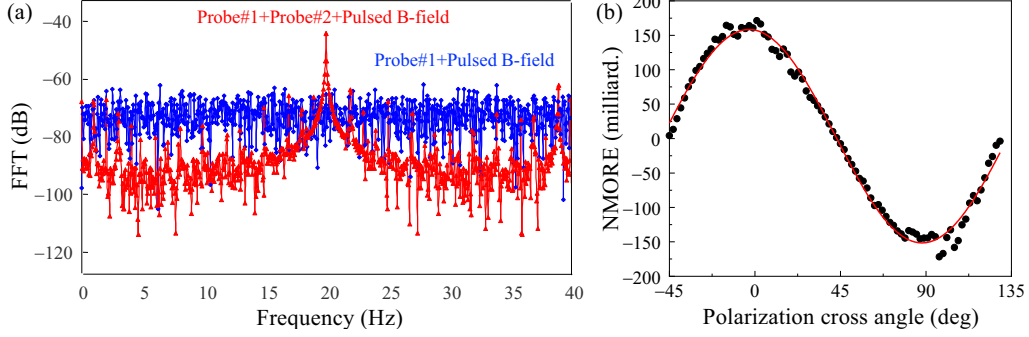 (a)
Probe#1+Probe#2+Pulsed B-field
Probe#1+Pulsed B-field
FFT (dB)
−40
−60
−80
−100
−120
0 5 10 15 20 25 30 35 40
Frequency (Hz)
(b)
NMORE (milliard.)
200
150
100
50
0
−50
−100
−150
−200
−45 0 45 90 135
Polarization cross angle (deg)